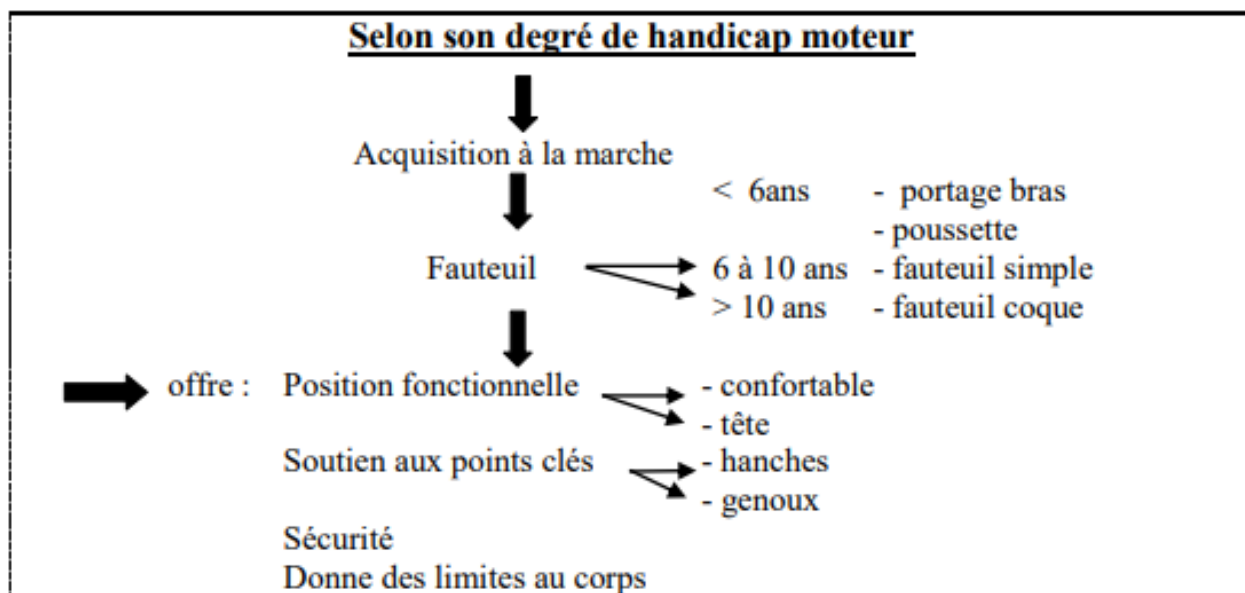 Selon son degré de handicap moteur
Acquisition à la marche
< 6ans - portage bras
- poussette
Fauteuil 6 à 10 ans - fauteuil simple
> 10 ans - fauteuil coque
offre : Position fonctionnelle - confortable
- tête
Soutien aux points clés - hanches
- genoux
Sécurité
Donne des limites au corps